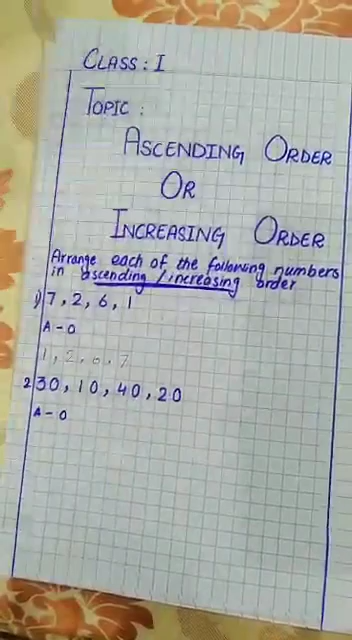 CLASS : I
TOPIC :
ASCENDING ORDER
OR
INCREASING ORDER
Arrange each of the following numbers
in ascending / increasing order
1) 7, 2, 6, 1
A - O
1, 2, 6, 7
2 30, 10, 40, 20
A - O